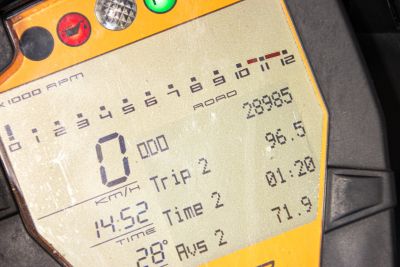 X1000 RPM
0 1 2 3 4 5 6 7 8 9 10 11 12
ROAD 28985
0 000 96.5
KM/H Trip 2 01:20
14:52 Time 2 71.9
TIME
28° Avs 2